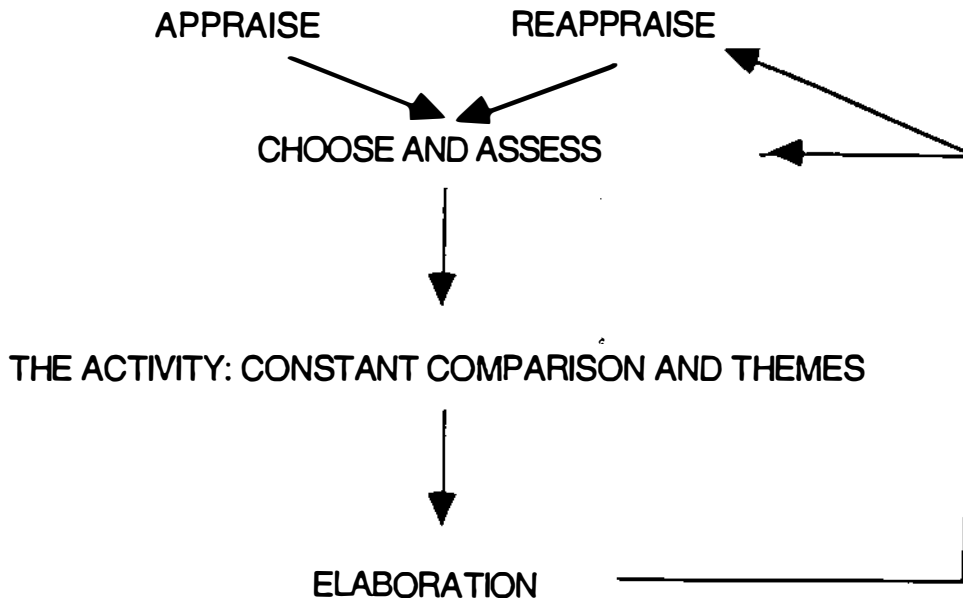 APPRAISE REAPPRAISE
CHOOSE AND ASSESS
THE ACTIVITY: CONSTANT COMPARISON AND THEMES
ELABORATION